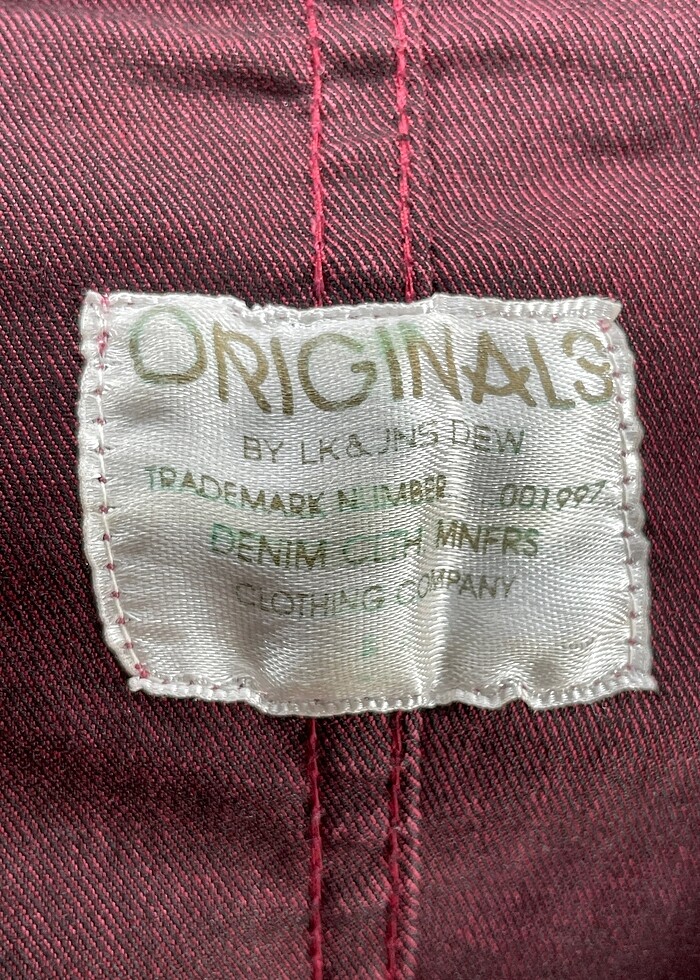 ORIGINALS
BY LK&JNS DEW
TRADEMARK NUMBER 001997
DENIM CLTH MNFRS
CLOTHING COMPANY